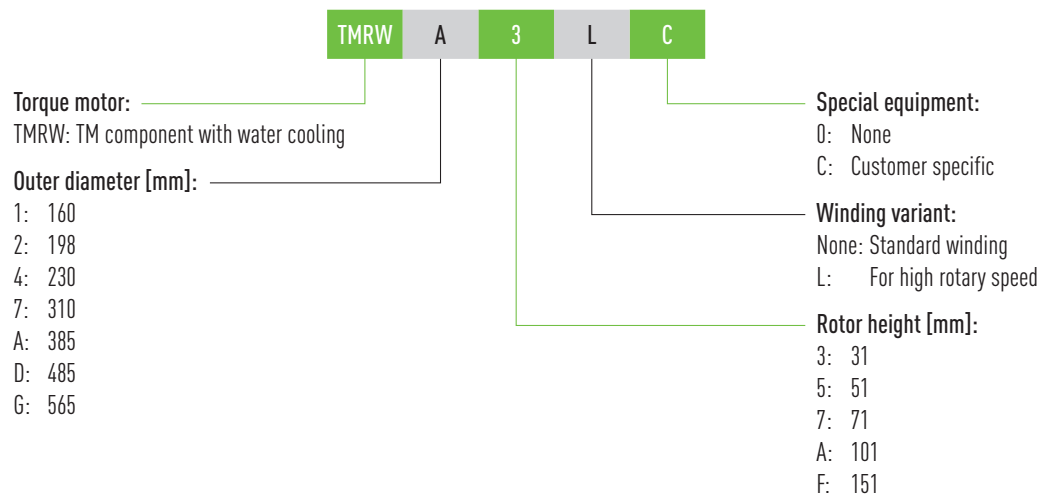 TMRW A 3 L C
Torque motor:
TMRW: TM component with water cooling
Outer diameter [mm]:
1: 160
2: 198
4: 230
7: 310
A: 385
D: 485
G: 565
Special equipment:
0: None
C: Customer specific
Winding variant:
None: Standard winding
L: For high rotary speed
Rotor height [mm]:
3: 31
5: 51
7: 71
A: 101
F: 151